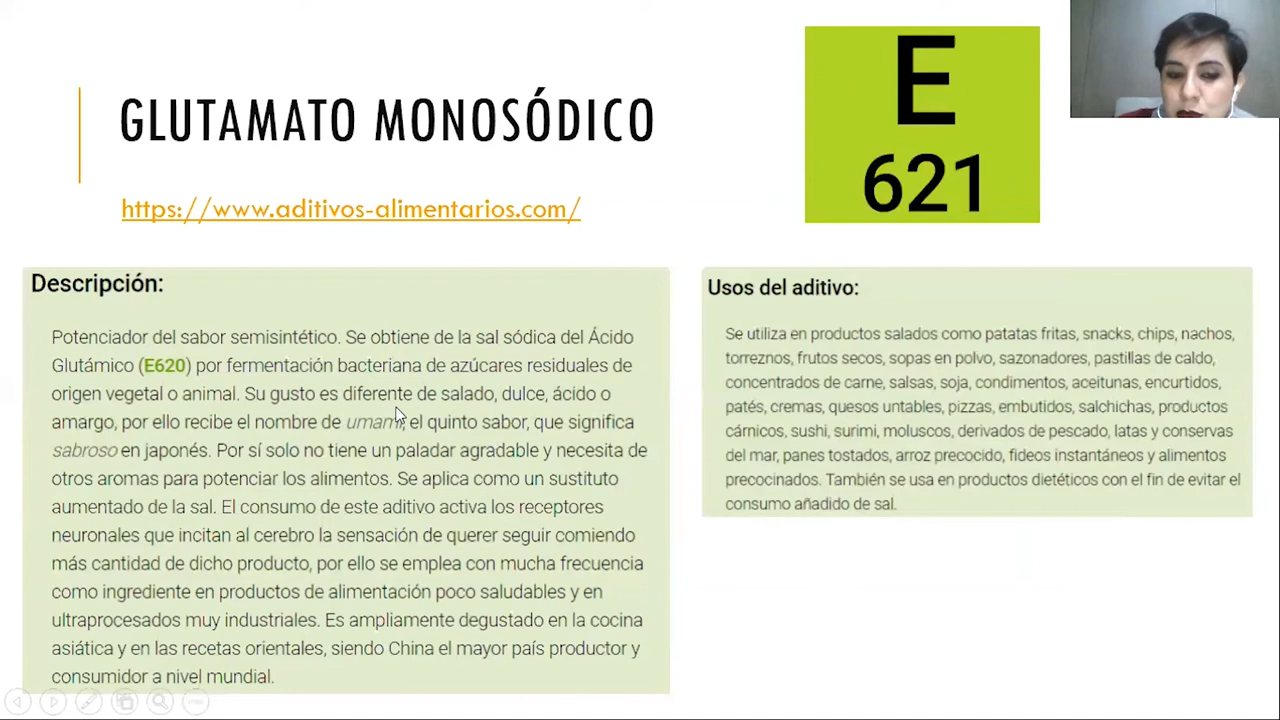 GLUTAMATO MONOSÓDICO
https://www.aditivos-alimentarios.com/
E
621
Descripción:
Potenciador del sabor semisintético. Se obtiene de la sal sódica del Ácido
Glutámico (E620) por fermentación bacteriana de azúcares residuales de
origen vegetal o animal. Su gusto es diferente de salado, dulce, ácido o
amargo, por ello recibe el nombre de umami, el quinto sabor, que significa
sabroso en japonés. Por sí solo no tiene un paladar agradable y necesita de
otros aromas para potenciar los alimentos. Se aplica como un sustituto
aumentado de la sal. El consumo de este aditivo activa los receptores
neuronales que incitan al cerebro la sensación de querer seguir comiendo
más cantidad de dicho producto, por ello se emplea con mucha frecuencia
como ingrediente en productos de alimentación poco saludables y en
ultraprocesados muy industriales. Es ampliamente degustado en la cocina
asiática y en las recetas orientales, siendo China el mayor país productor y
consumidor a nivel mundial.
Usos del aditivo:
Se utiliza en productos salados como patatas fritas, snacks, chips, nachos,
torreznos, frutos secos, sopas en polvo, sazonadores, pastillas de caldo,
concentrados de carne, salsas, soja, condimentos, aceitunas, encurtidos,
patés, cremas, quesos untables, pizzas, embutidos, salchichas, productos
cárnicos, sushi, surimi, moluscos, derivados de pescado, latas y conservas
del mar, panes tostados, arroz precocido, fideos instantáneos y alimentos
precocinados. También se usa en productos dietéticos con el fin de evitar el
consumo añadido de sal.